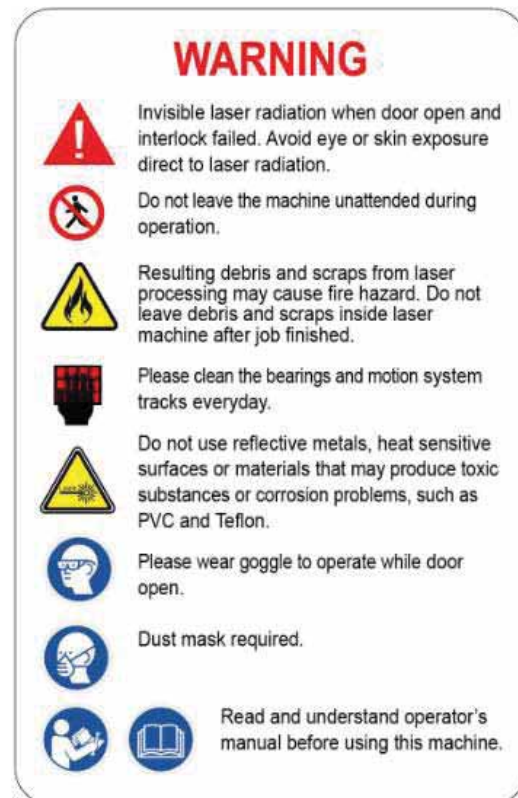 WARNING
Invisible laser radiation when door open and
interlock failed. Avoid eye or skin exposure
direct to laser radiation.
Do not leave the machine unattended during
operation.
Resulting debris and scraps from laser
processing may cause fire hazard. Do not
leave debris and scraps inside laser
machine after job finished.
Please clean the bearings and motion system
tracks everyday.
Do not use reflective metals, heat sensitive
surfaces or materials that may produce toxic
substances or corrosion problems, such as
PVC and Teflon.
Please wear goggle to operate while door
open.
Dust mask required.
Read and understand operator's
manual before using this machine.